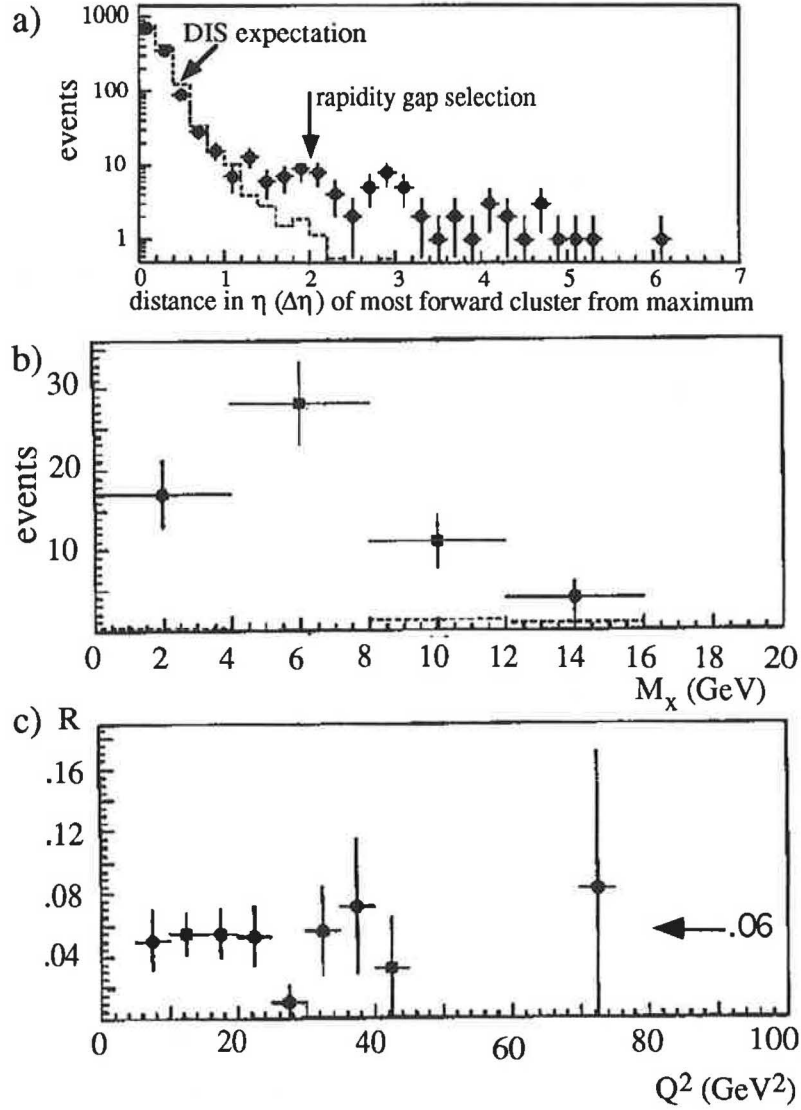 a)
1000
100
10
1
events
DIS expectation
rapidity gap selection
0 1 2 3 4 5 6 7
distance in η (Δη) of most forward cluster from maximum
b)
30
20
10
events
0 2 4 6 8 10 12 14 16 18 20
M_x (GeV)
c) R
.16
.12
.08
.04
.06
0 20 40 60 80 100
Q² (GeV²)